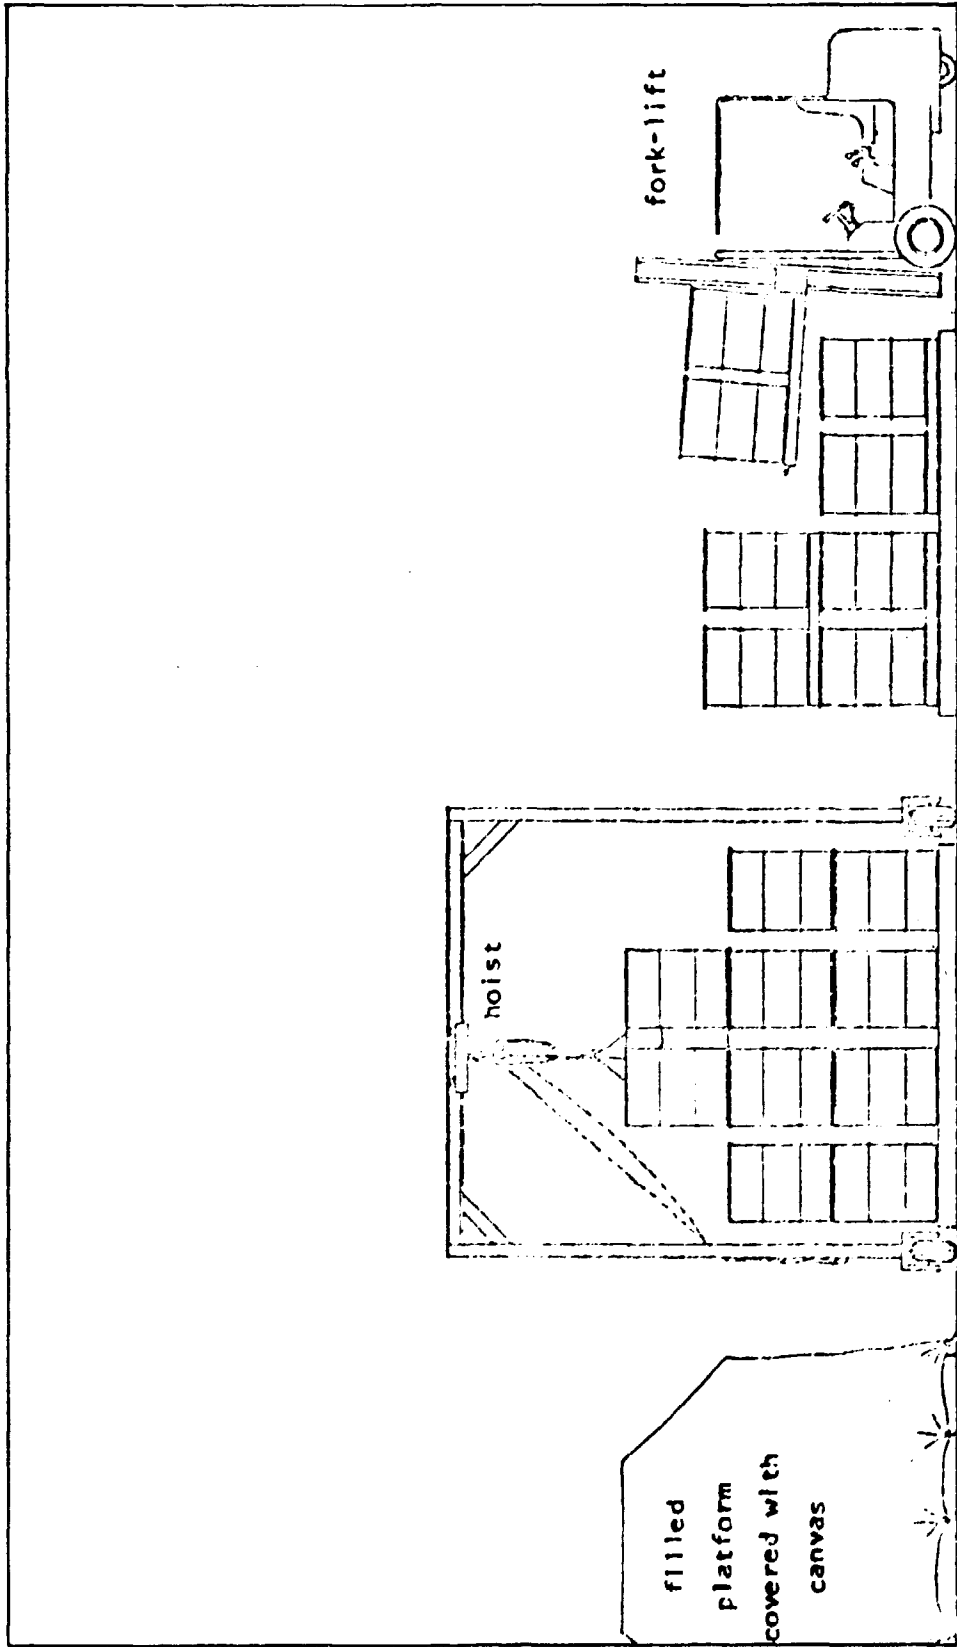 filled
platform
covered with
canvas
hoist
fork-lift